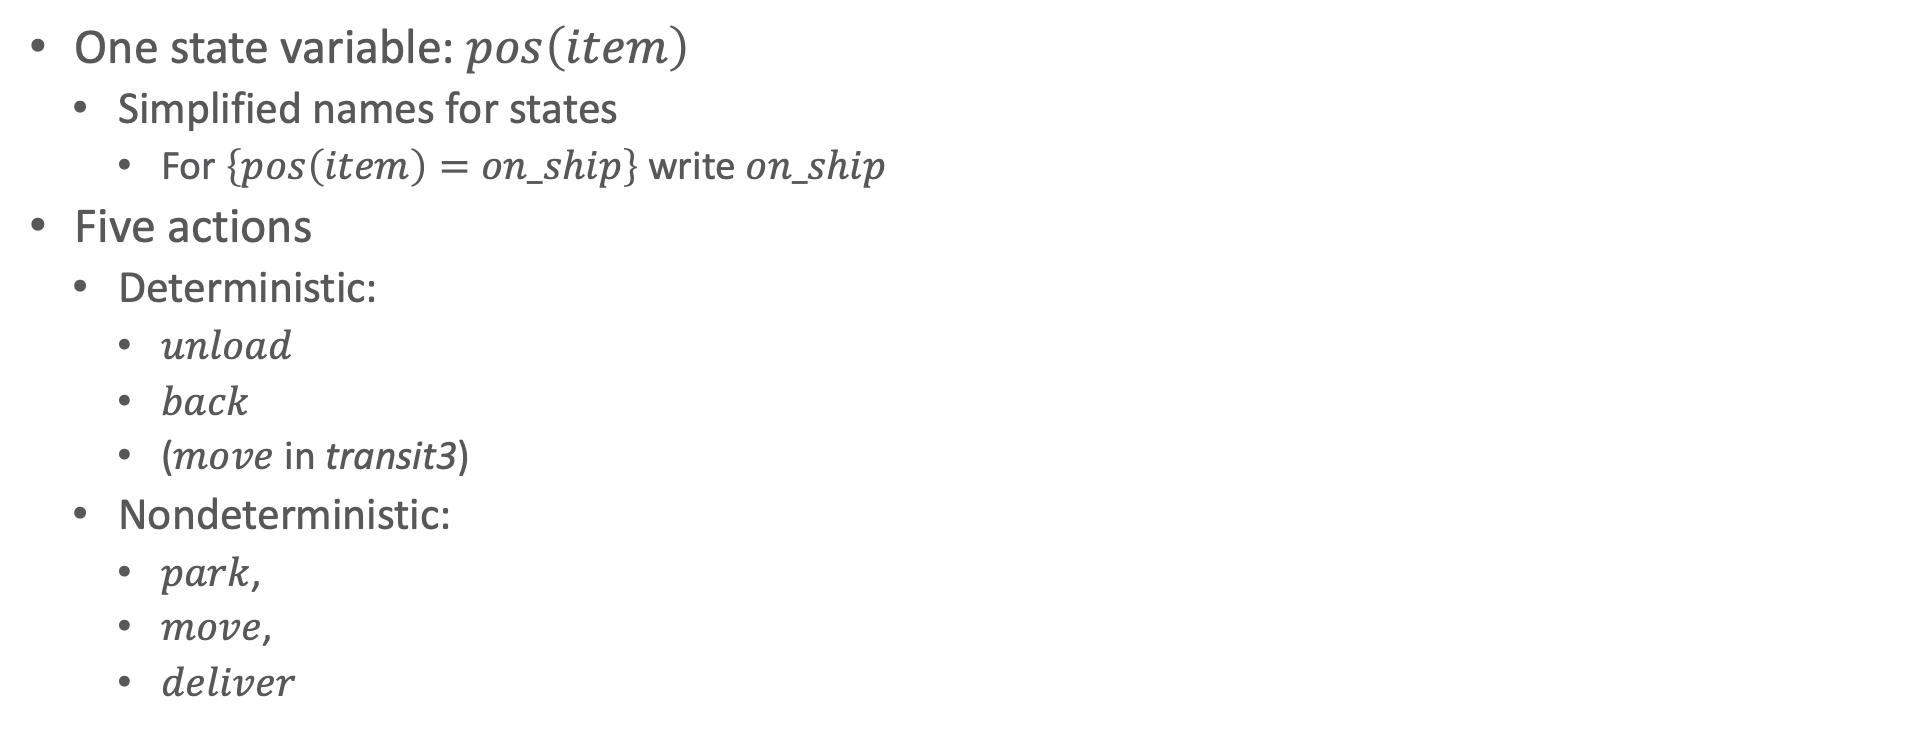 • One state variable: pos(item)
• Simplified names for states
• For {pos(item) = on_ship} write on_ship
• Five actions
• Deterministic:
• unload
• back
• (move in transit3)
• Nondeterministic:
• park,
• move,
• deliver